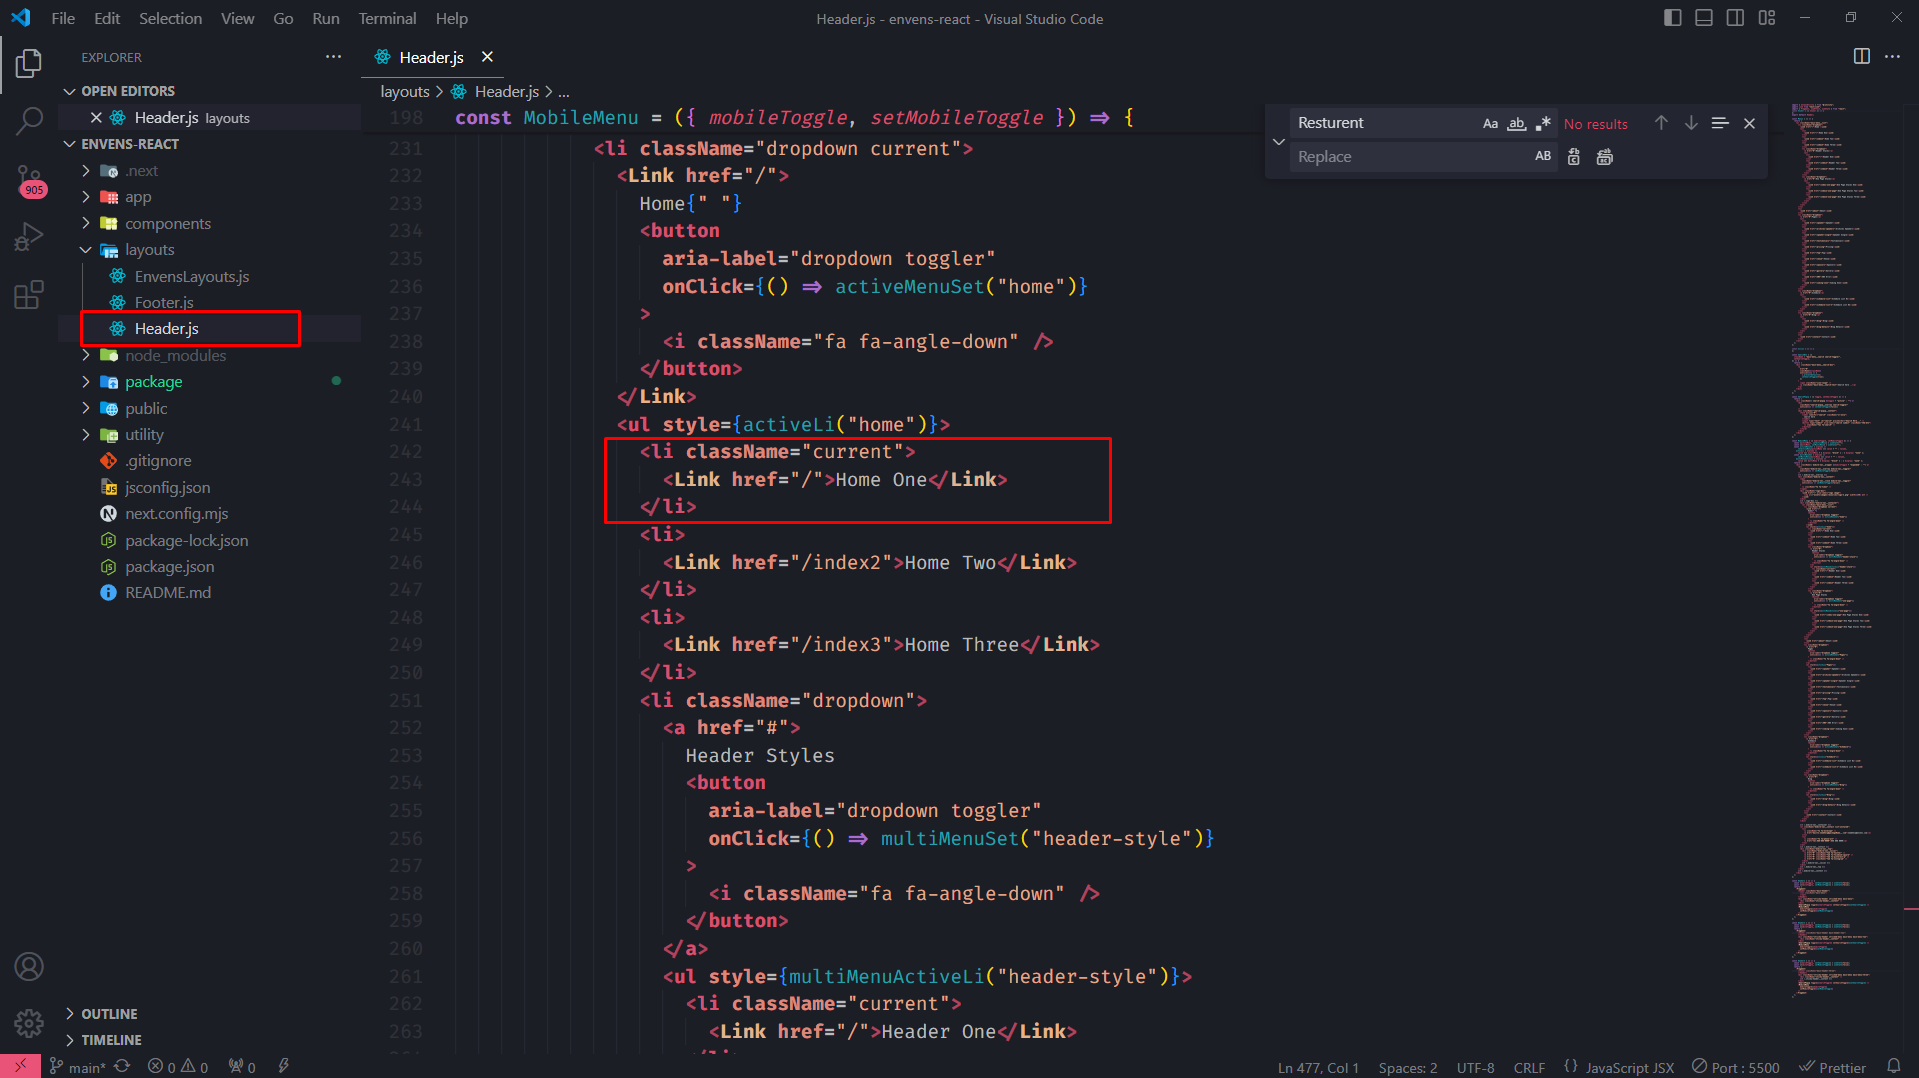 File Edit Selection View Go Run Terminal Help
Header.js - envens-react - Visual Studio Code
EXPLORER
OPEN EDITORS
Header.js layouts
ENVENS-REACT
.next
app
components
layouts
EnvensLayouts.js
Footer.js
Header.js
node_modules
package
public
utility
.gitignore
jsconfig.json
next.config.mjs
package-lock.json
package.json
README.md
OUTLINE
TIMELINE
905
Header.js
layouts > Header.js > ...
Resturent Aa ab .* No results
Replace AB
198 const MobileMenu = ({ mobileToggle, setMobileToggle }) => {
231 <li className="dropdown current">
232 <Link href="/">
233 Home{" "}
234 <button
235 aria-label="dropdown toggler"
236 onClick={() => activeMenuSet("home")}
237 >
238 <i className="fa fa-angle-down" />
239 </button>
240 </Link>
241 <ul style={activeLi("home")}>
242 <li className="current">
243 <Link href="/">Home One</Link>
244 </li>
245 <li>
246 <Link href="/index2">Home Two</Link>
247 </li>
248 <li>
249 <Link href="/index3">Home Three</Link>
250 </li>
251 <li className="dropdown">
252 <a href="#">
253 Header Styles
254 <button
255 aria-label="dropdown toggler"
256 onClick={() => multiMenuSet("header-style")}
257 >
258 <i className="fa fa-angle-down" />
259 </button>
260 </a>
261 <ul style={multiMenuActiveLi("header-style")}>
262 <li className="current">
263 <Link href="/">Header One</Link>
main* 0 0 0
Ln 477, Col 1 Spaces: 2 UTF-8 CRLF {} JavaScript JSX Port : 5500 Prettier